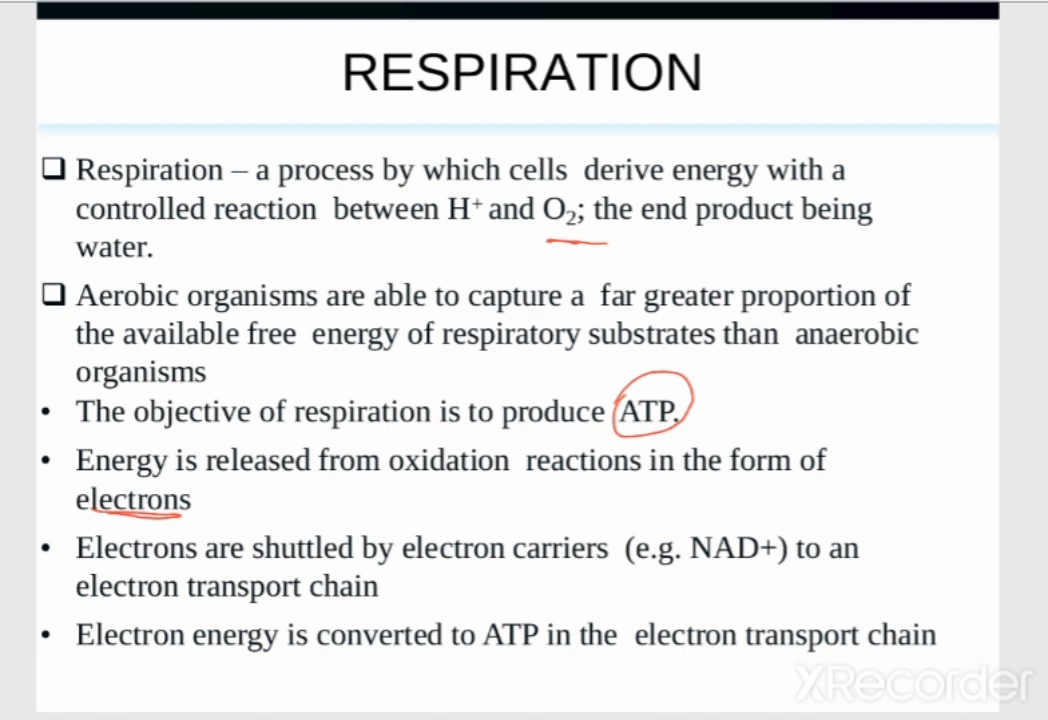 RESPIRATION
❑ Respiration – a process by which cells derive energy with a
controlled reaction between H⁺ and O₂; the end product being
water.
❑ Aerobic organisms are able to capture a far greater proportion of
the available free energy of respiratory substrates than anaerobic
organisms
• The objective of respiration is to produce ATP.
• Energy is released from oxidation reactions in the form of
electrons
• Electrons are shuttled by electron carriers (e.g. NAD+) to an
electron transport chain
• Electron energy is converted to ATP in the electron transport chain
XRecorder